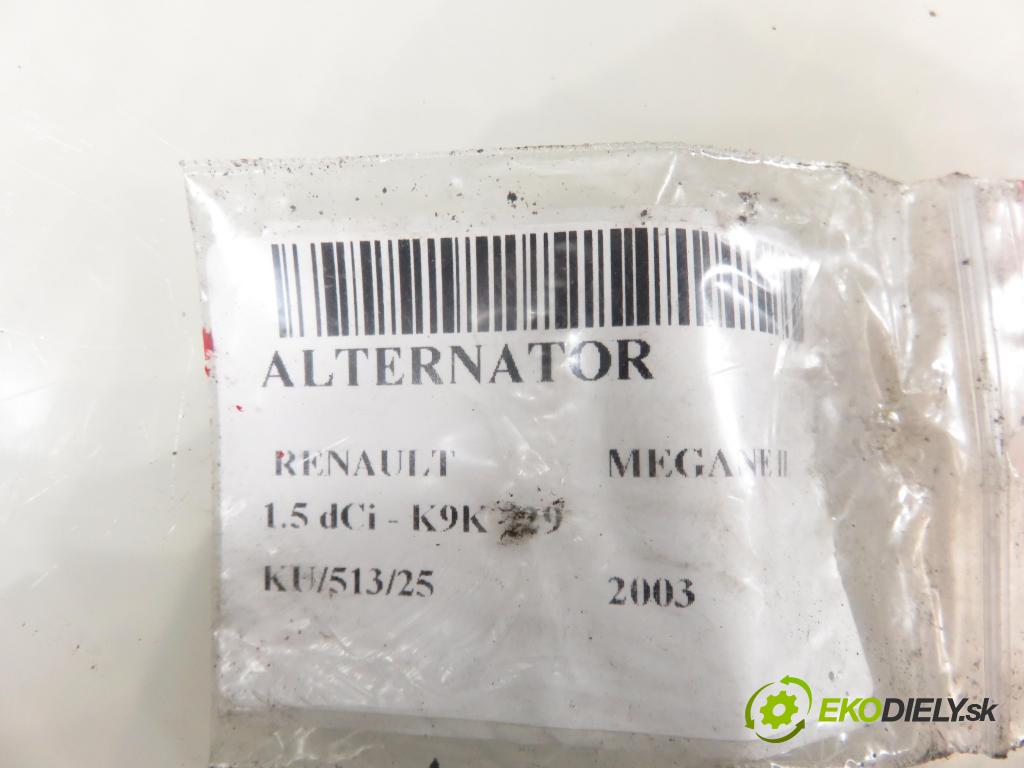 ALTERNATOR
RENAULT MEGANE II
1.5 dCi - K9K
KU/513/25 2003
EKODIELY.sk